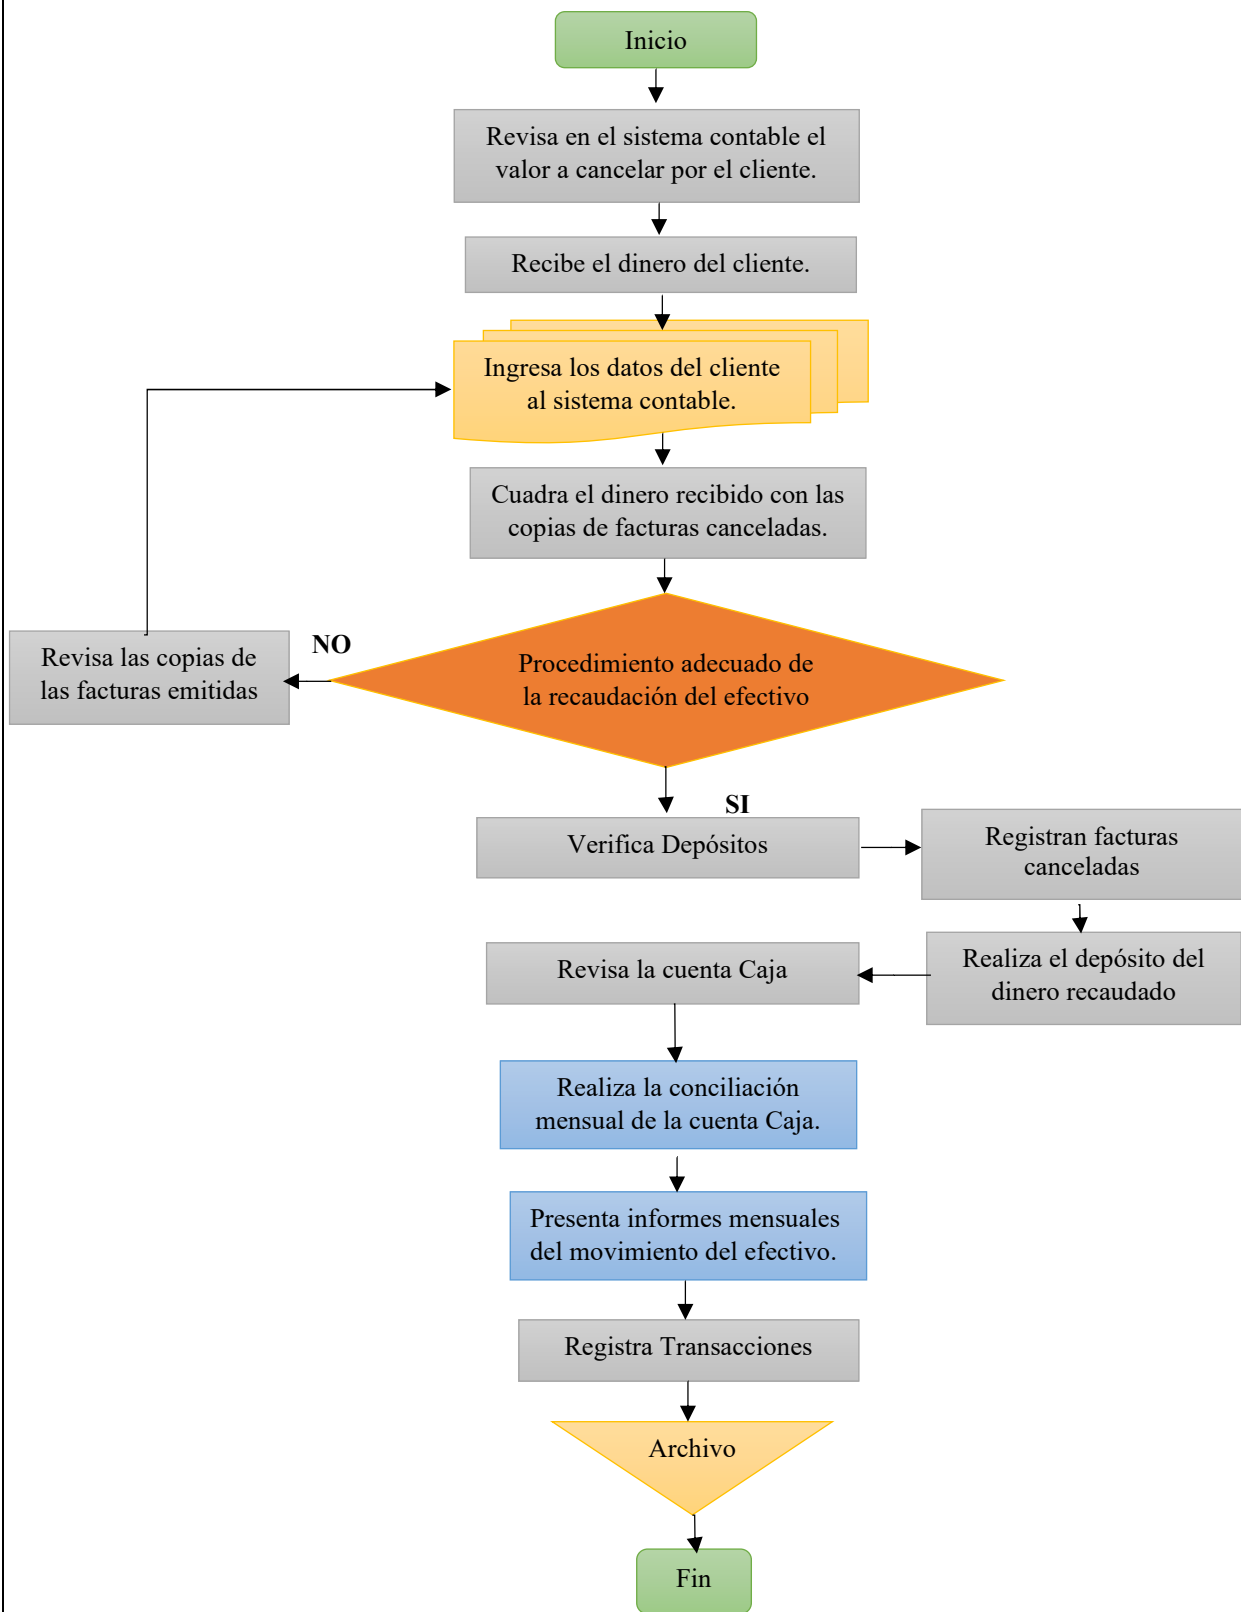 Inicio
Revisa en el sistema contable el
valor a cancelar por el cliente.
Recibe el dinero del cliente.
Ingresa los datos del cliente
al sistema contable.
Cuadra el dinero recibido con las
copias de facturas canceladas.
Procedimiento adecuado de
la recaudación del efectivo
NO
Revisa las copias de
las facturas emitidas
SI
Verifica Depósitos
Registran facturas
canceladas
Realiza el depósito del
dinero recaudado
Revisa la cuenta Caja
Realiza la conciliación
mensual de la cuenta Caja.
Presenta informes mensuales
del movimiento del efectivo.
Registra Transacciones
Archivo
Fin